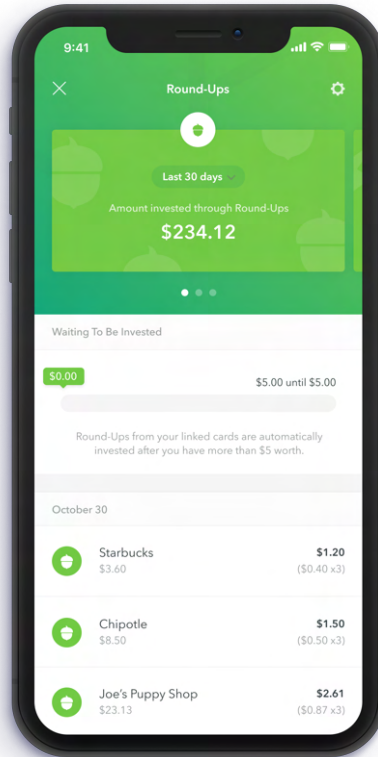 9:41
Round-Ups
Last 30 days
Amount invested through Round-Ups
$234.12
Waiting To Be Invested
$0.00
$5.00 until $5.00
Round-Ups from your linked cards are automatically
invested after you have more than $5 worth.
October 30
Starbucks
$1.20
$3.60
($0.40 x3)
Chipotle
$1.50
$8.50
($0.50 x3)
Joe's Puppy Shop
$2.61
$23.13
($0.87 x3)